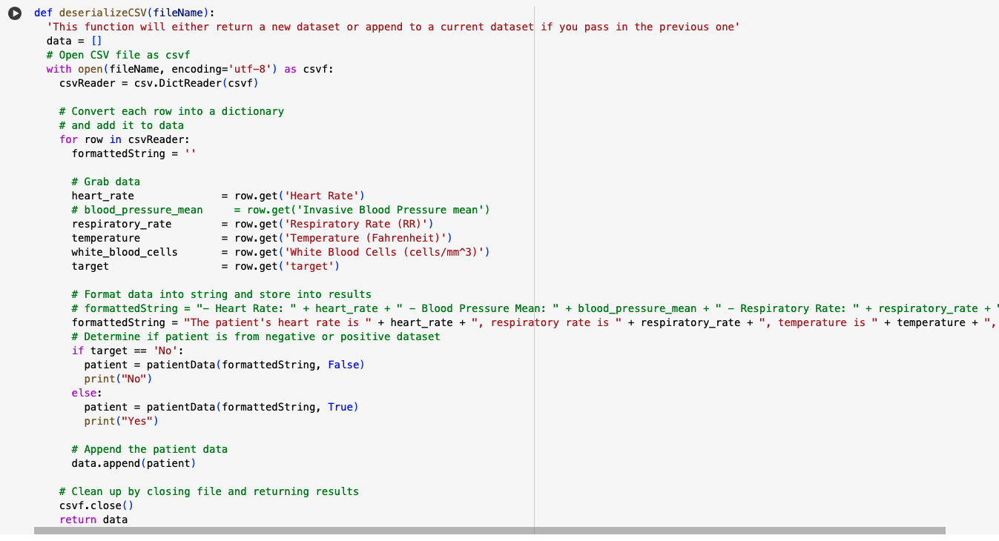 def deserializeCSV(fileName):
  'This function will either return a new dataset or append to a current dataset if you pass in the previous one'
  data = []
  # Open CSV file as csvf
  with open(fileName, encoding='utf-8') as csvf:
    csvReader = csv.DictReader(csvf)

    # Convert each row into a dictionary
    # and add it to data
    for row in csvReader:
      formattedString = ''

      # Grab data
      heart_rate              = row.get('Heart Rate')
      # blood_pressure_mean     = row.get('Invasive Blood Pressure mean')
      respiratory_rate        = row.get('Respiratory Rate (RR)')
      temperature             = row.get('Temperature (Fahrenheit)')
      white_blood_cells       = row.get('White Blood Cells (cells/mm^3)')
      target                  = row.get('target')

      # Format data into string and store into results
      # formattedString = "- Heart Rate: " + heart_rate + " - Blood Pressure Mean: " + blood_pressure_mean + " - Respiratory Rate: " + respiratory_rate + "
      formattedString = "The patient's heart rate is " + heart_rate + ", respiratory rate is " + respiratory_rate + ", temperature is " + temperature + ",
      # Determine if patient is from negative or positive dataset
      if target == 'No':
        patient = patientData(formattedString, False)
        print("No")
      else:
        patient = patientData(formattedString, True)
        print("Yes")

      # Append the patient data
      data.append(patient)

    # Clean up by closing file and returning results
    csvf.close()
    return data